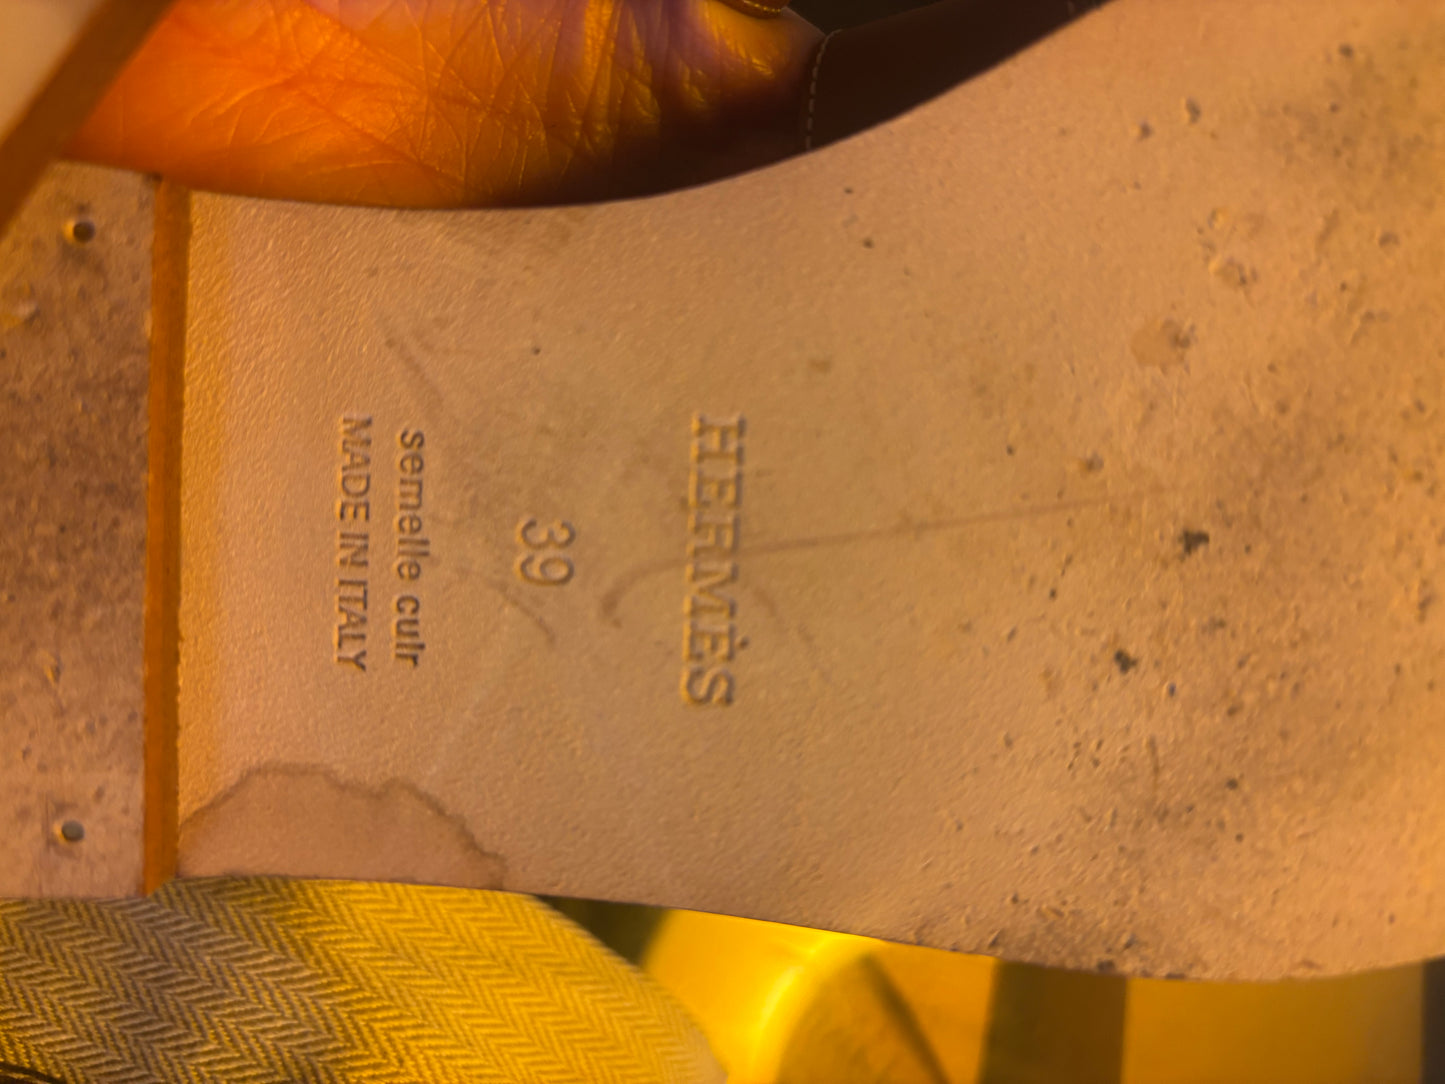 HERMÈS
39
semelle cuir
MADE IN ITALY